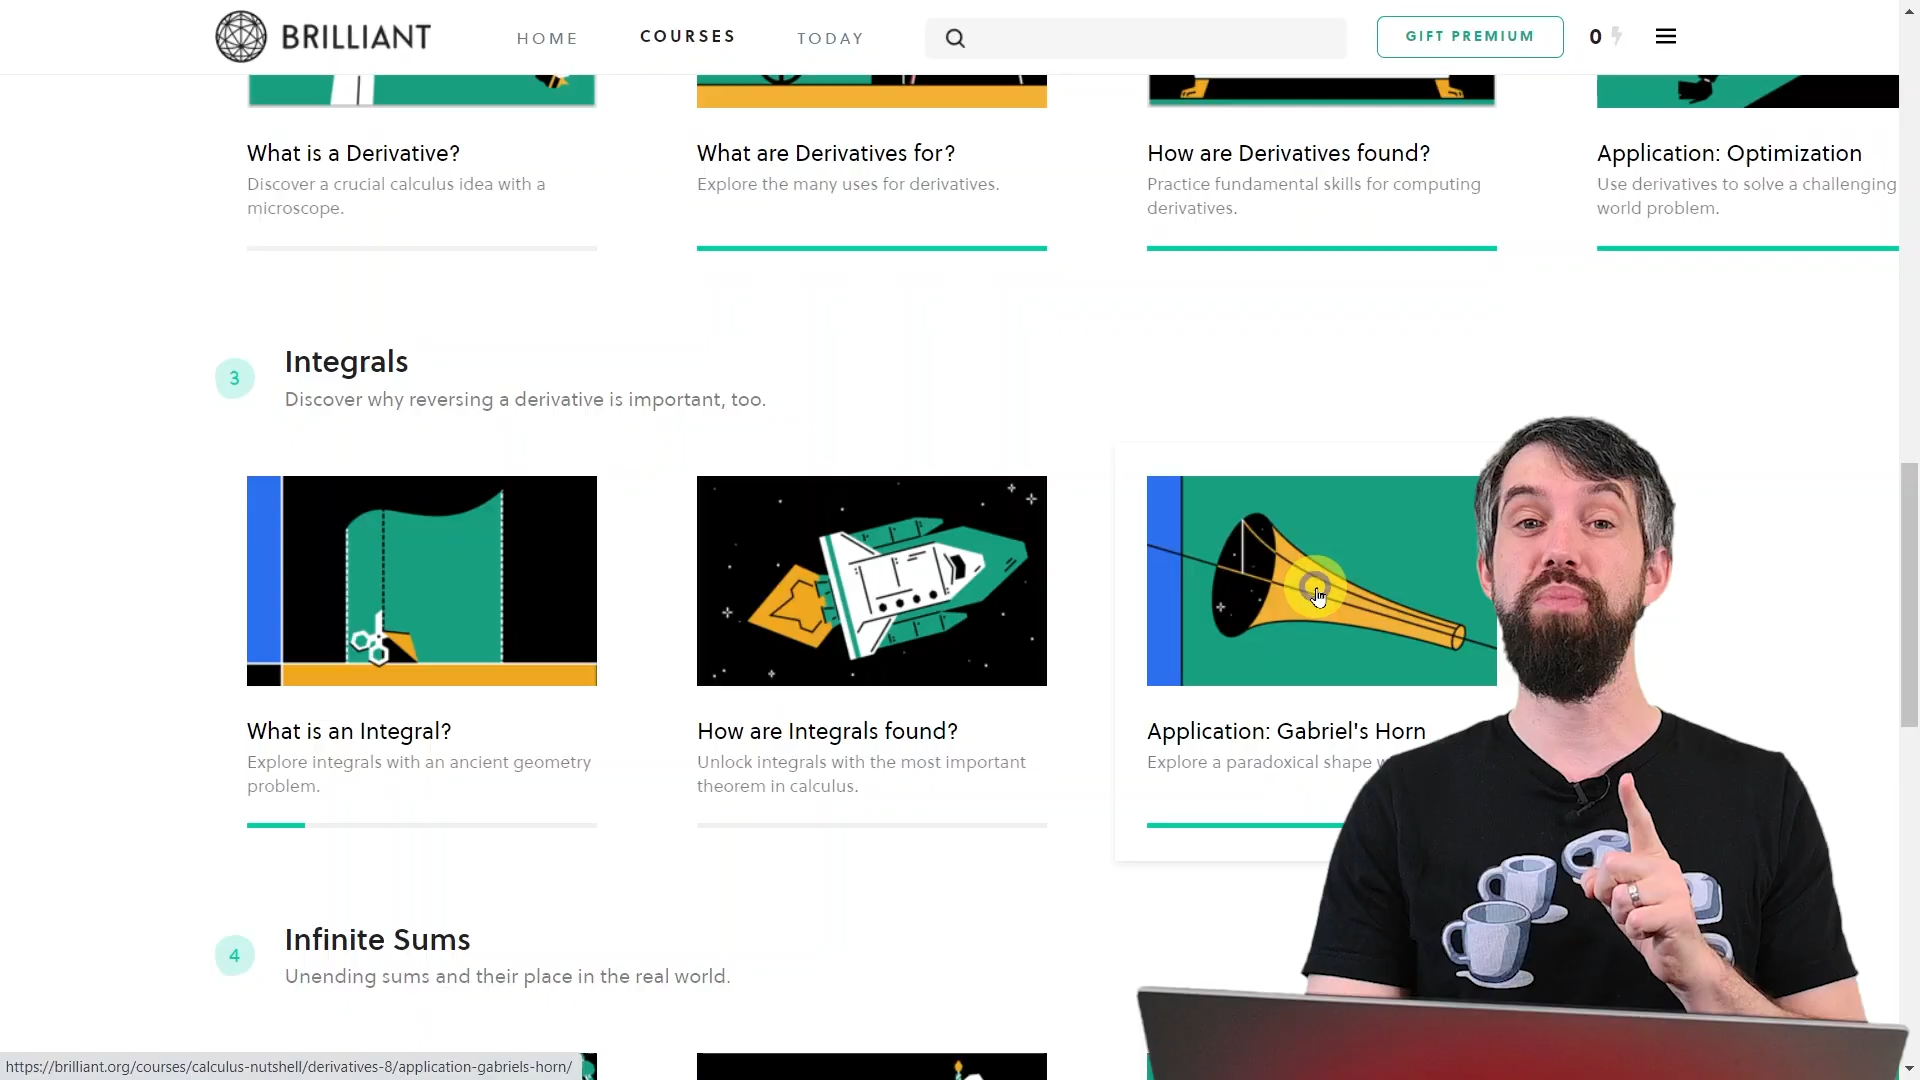 BRILLIANT
HOME
COURSES
TODAY
GIFT PREMIUM
0
What is a Derivative?
Discover a crucial calculus idea with a
microscope.
What are Derivatives for?
Explore the many uses for derivatives.
How are Derivatives found?
Practice fundamental skills for computing
derivatives.
Application: Optimization
Use derivatives to solve a challenging
world problem.
3
Integrals
Discover why reversing a derivative is important, too.
What is an Integral?
Explore integrals with an ancient geometry
problem.
How are Integrals found?
Unlock integrals with the most important
theorem in calculus.
Application: Gabriel's Horn
Explore a paradoxical shape
4
Infinite Sums
Unending sums and their place in the real world.
https://brilliant.org/courses/calculus-nutshell/derivatives-8/application-gabriels-horn/